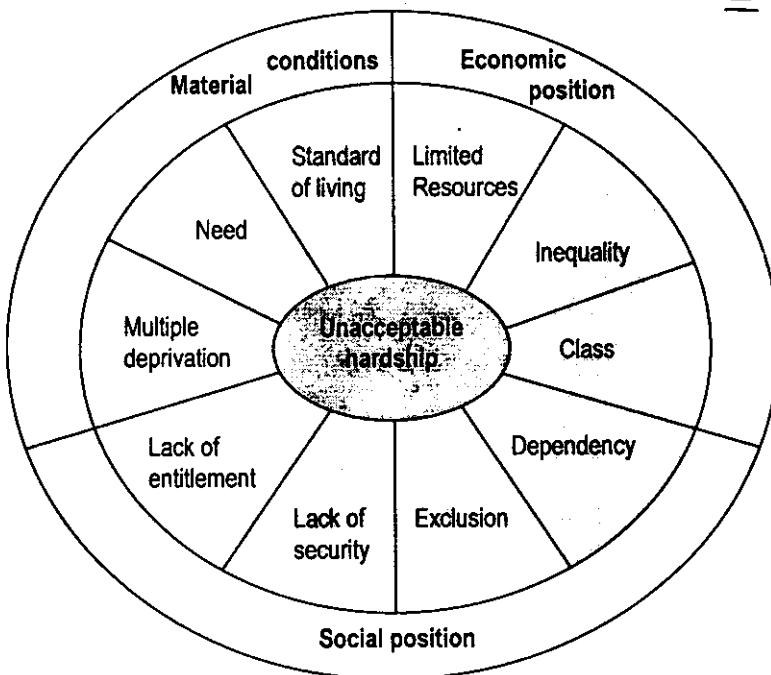 Material conditions
Economic
position
Standard
of living
Limited
Resources
Need
Inequality
Multiple
deprivation
Unacceptable
hardship
Class
Lack of
entitlement
Dependency
Lack of
security
Exclusion
Social position